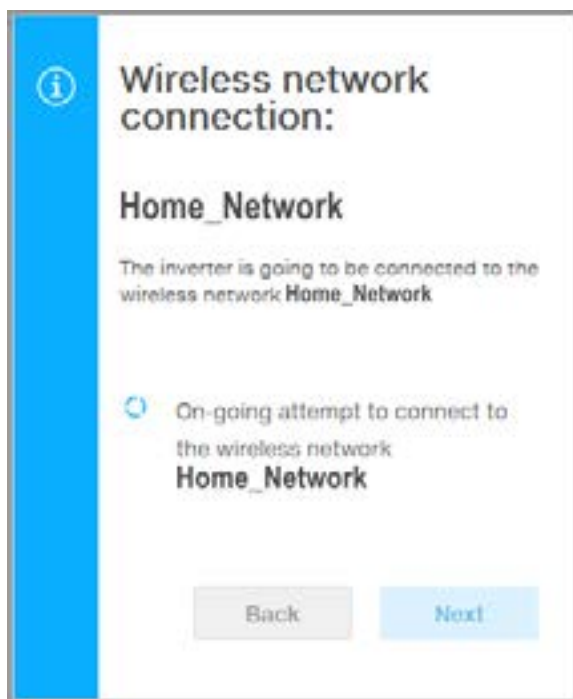 Wireless network
connection:
Home_Network
The inverter is going to be connected to the
wireless network Home_Network
On-going attempt to connect to
the wireless network
Home_Network
Back
Next